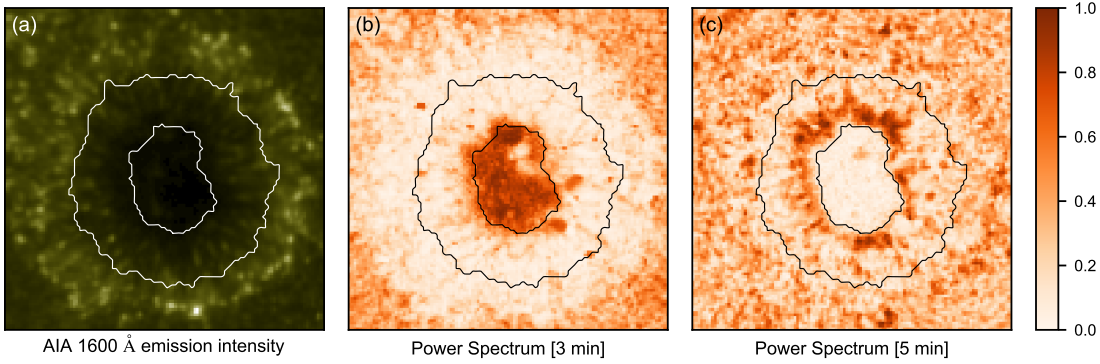 (a)
(b)
(c)
1.0
0.8
0.6
0.4
0.2
0.0
AIA 1600 Å emission intensity
Power Spectrum [3 min]
Power Spectrum [5 min]